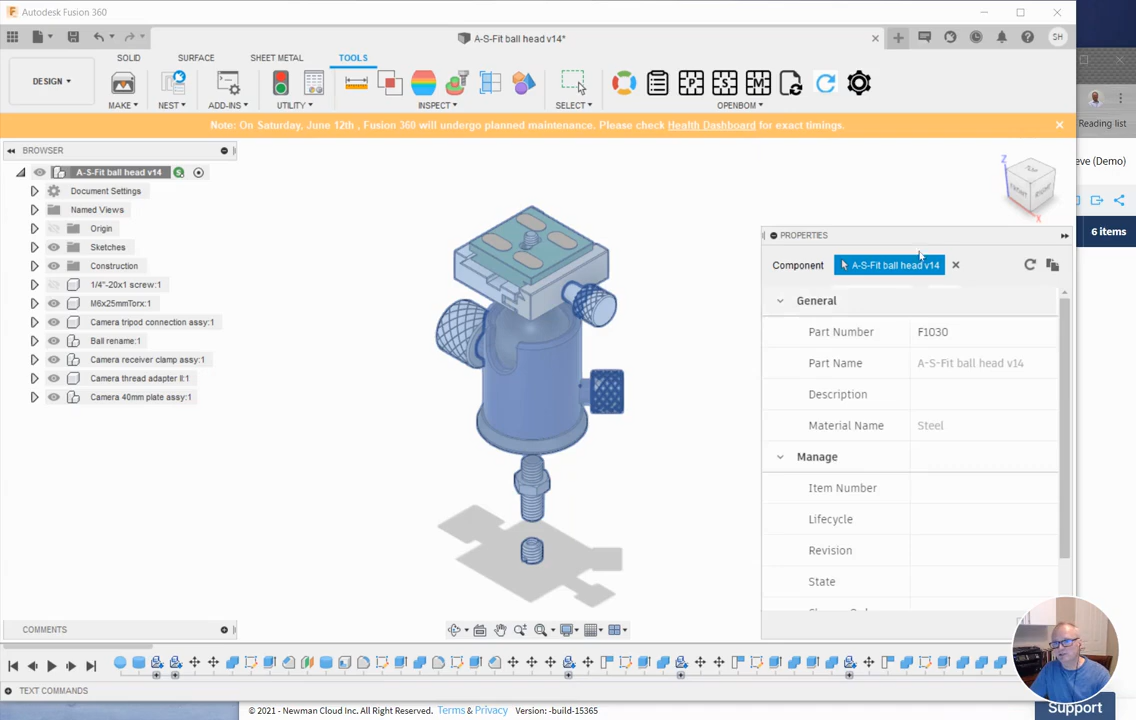 Autodesk Fusion 360
A-S-Fit ball head v14*
SH
DESIGN
SOLID
SURFACE
SHEET METAL
TOOLS
MAKE
NEST
ADD-INS
UTILITY
INSPECT
SELECT
OPENBOM
Reading list
Note: On Saturday, June 12th , Fusion 360 will undergo planned maintenance. Please check Health Dashboard for exact timings.
eve (Demo)
6 items
BROWSER
A-S-Fit ball head v14
S
Document Settings
Named Views
Origin
Sketches
Construction
1/4"-20x1 screw:1
M6x25mmTorx:1
Camera tripod connection assy:1
Ball rename:1
Camera receiver clamp assy:1
Camera thread adapter II:1
Camera 40mm plate assy:1
Z
X
FRONT
RIGHT
PROPERTIES
Component
A-S-Fit ball head v14
General
Part Number
F1030
Part Name
A-S-Fit ball head v14
Description
Material Name
Steel
Manage
Item Number
Lifecycle
Revision
State
COMMENTS
TEXT COMMANDS
© 2021 - Newman Cloud Inc. All Right Reserved. Terms & Privacy Version: -build-15365
Support